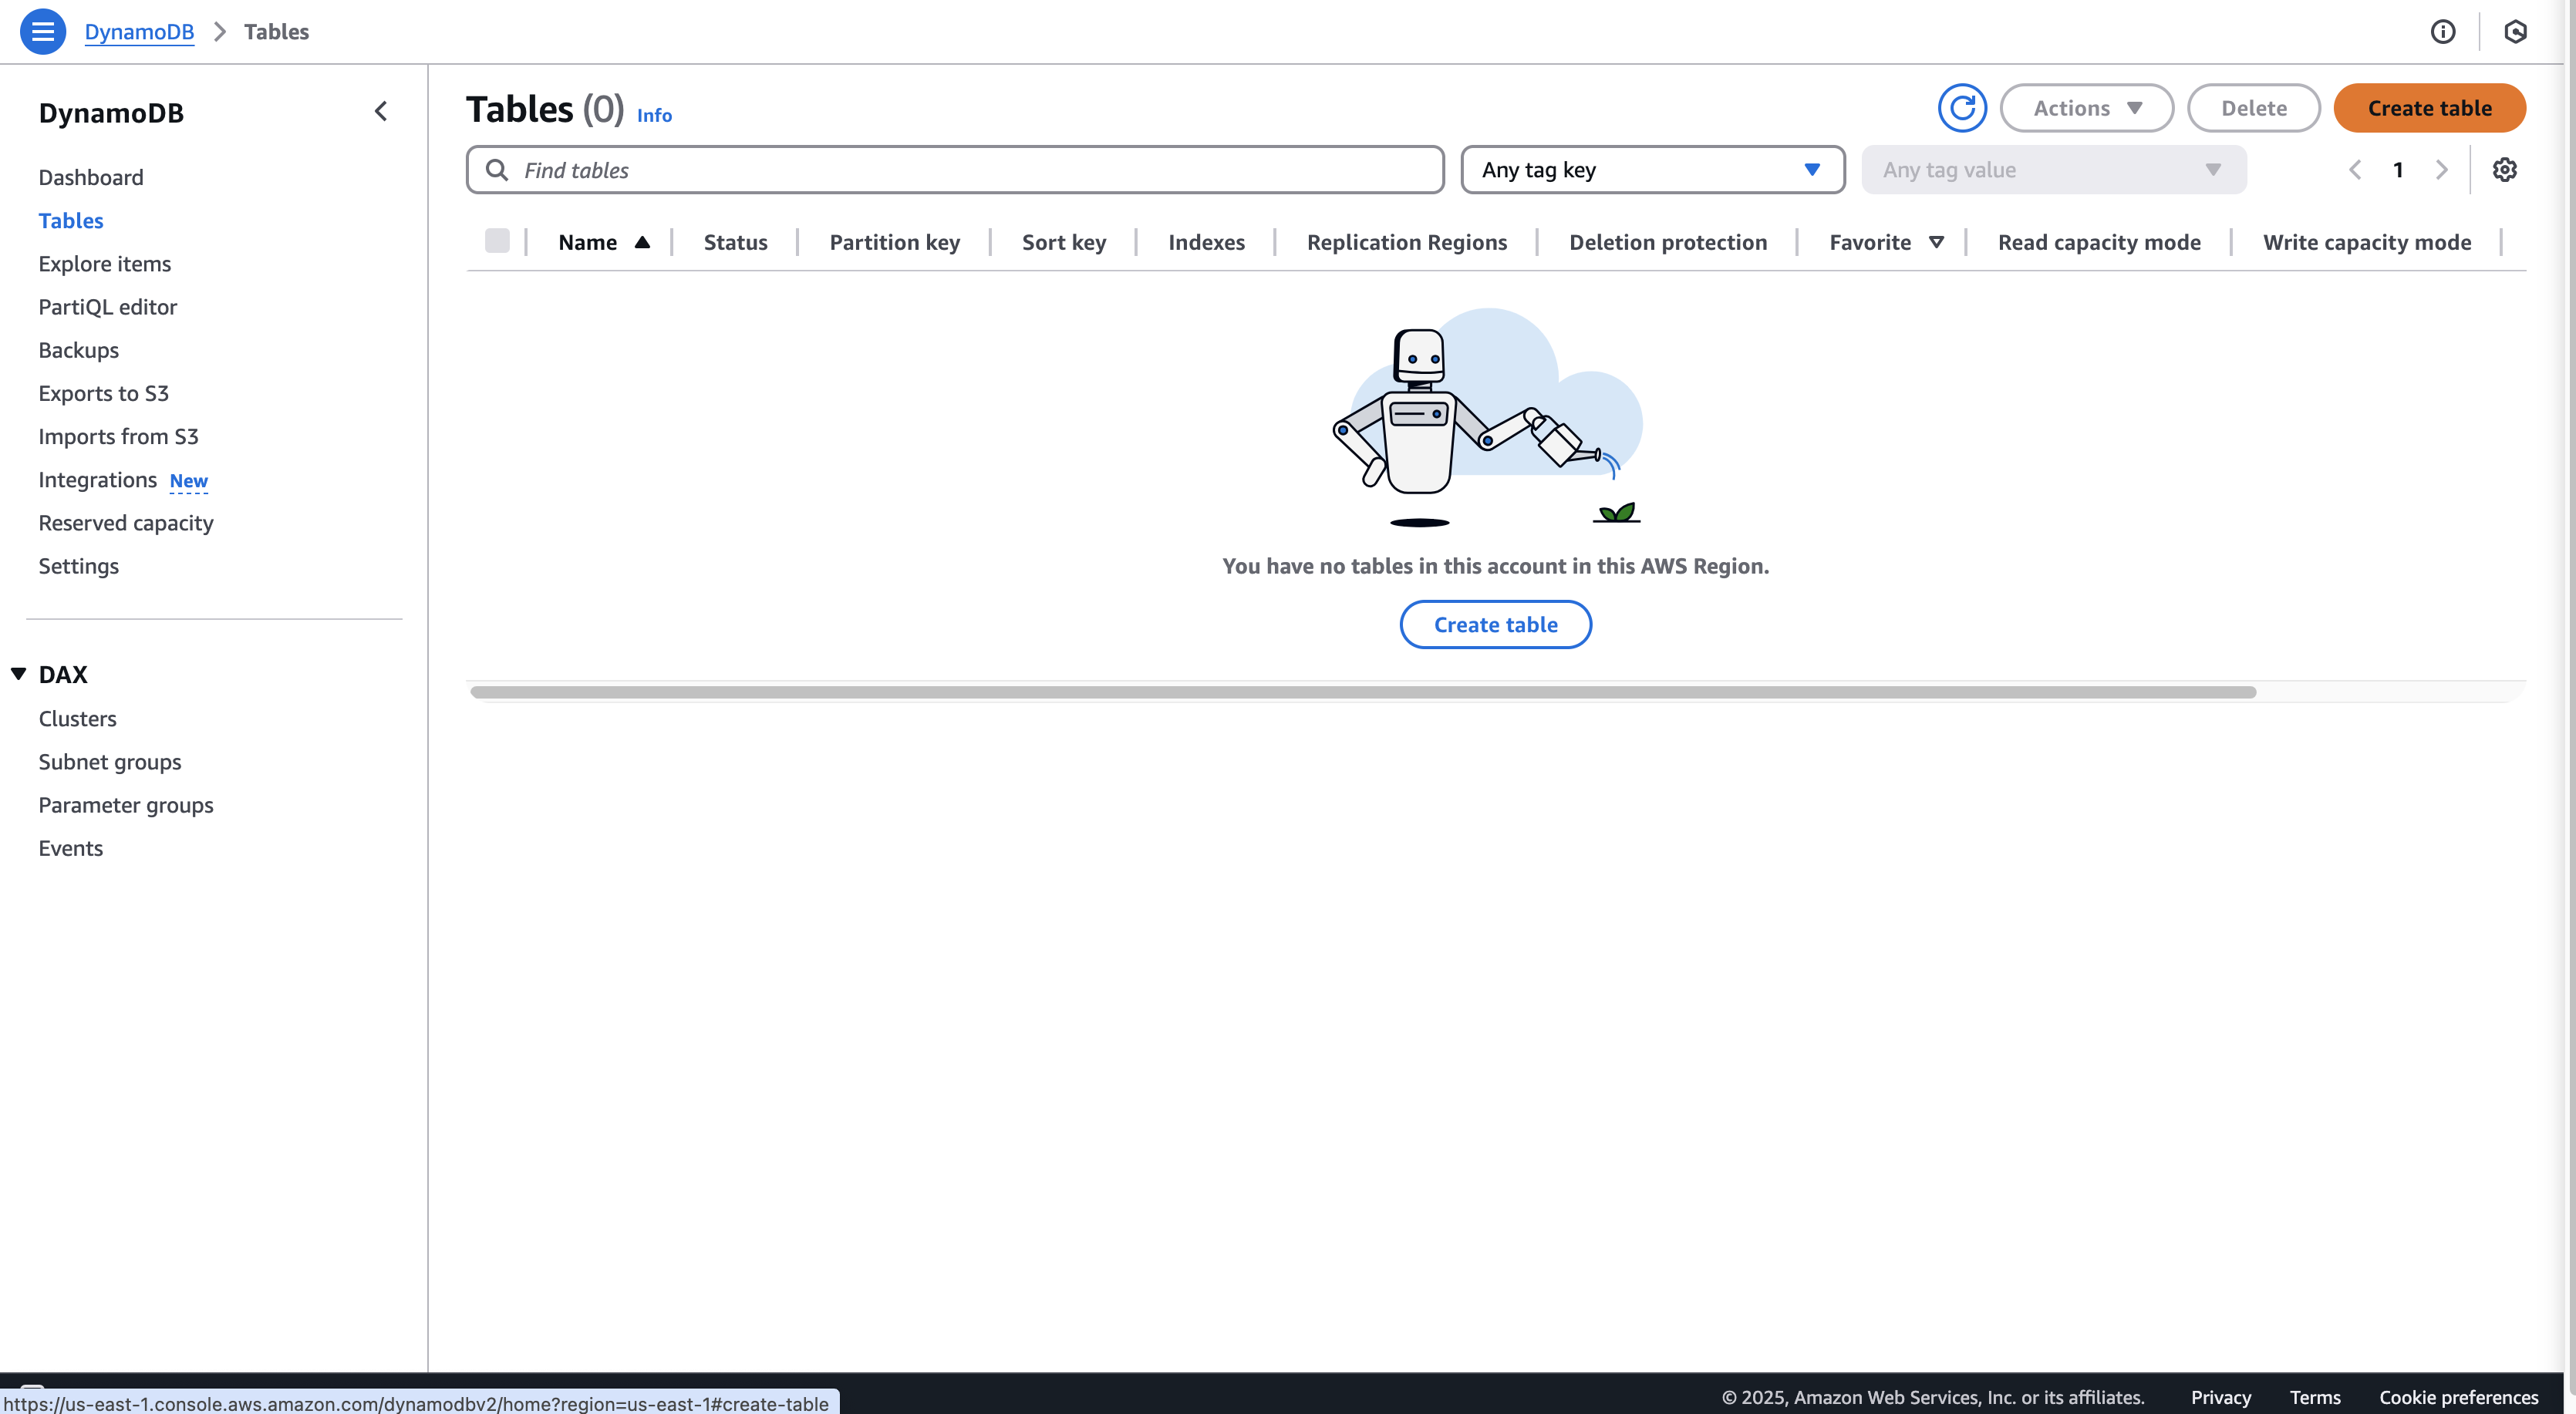 DynamoDB > Tables
DynamoDB
Dashboard
Tables
Explore items
PartiQL editor
Backups
Exports to S3
Imports from S3
Integrations New
Reserved capacity
Settings
DAX
Clusters
Subnet groups
Parameter groups
Events
Tables (0) Info
Actions
Delete
Create table
Find tables
Any tag key
Any tag value
1
Name
Status
Partition key
Sort key
Indexes
Replication Regions
Deletion protection
Favorite
Read capacity mode
Write capacity mode
You have no tables in this account in this AWS Region.
Create table
https://us-east-1.console.aws.amazon.com/dynamodbv2/home?region=us-east-1#create-table
© 2025, Amazon Web Services, Inc. or its affiliates.
Privacy
Terms
Cookie preferences